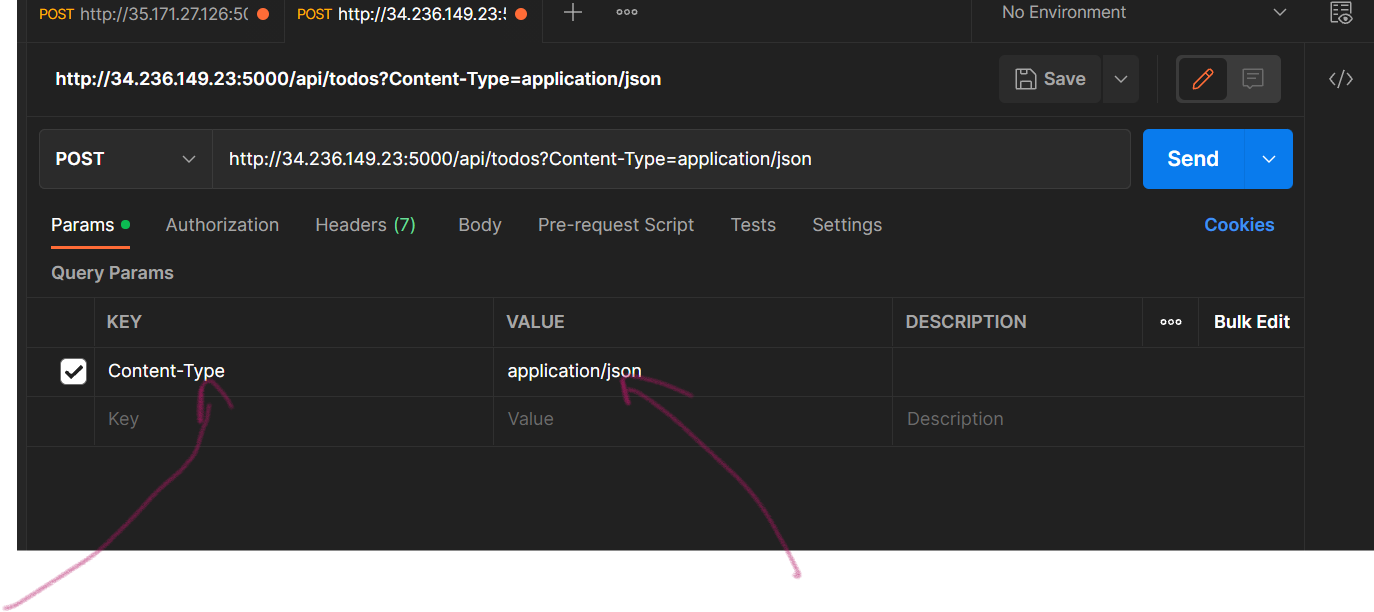 POST http://35.171.27.126:50 POST http://34.236.149.23:5 No Environment
http://34.236.149.23:5000/api/todos?Content-Type=application/json Save
POST http://34.236.149.23:5000/api/todos?Content-Type=application/json Send
Params Authorization Headers (7) Body Pre-request Script Tests Settings Cookies
Query Params
KEY VALUE DESCRIPTION Bulk Edit
Content-Type application/json
Key Value Description